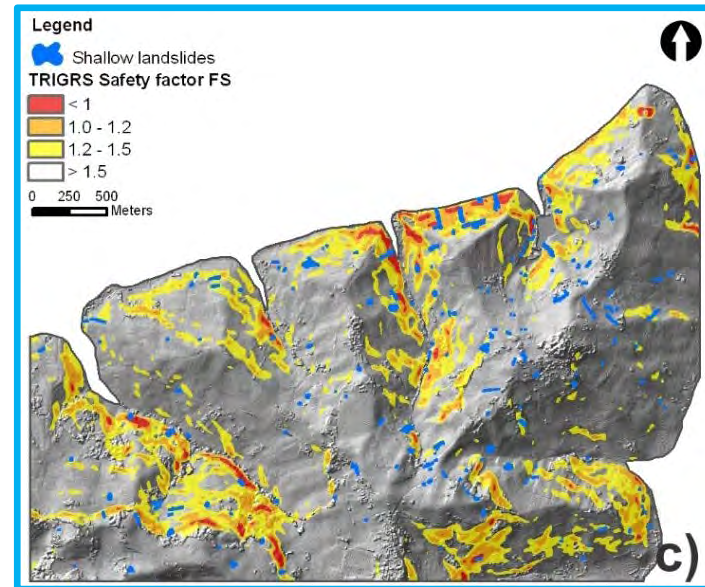 Legend
Shallow landslides
TRIGRS Safety factor FS
< 1
1.0 - 1.2
1.2 - 1.5
> 1.5
0 250 500
Meters
c)